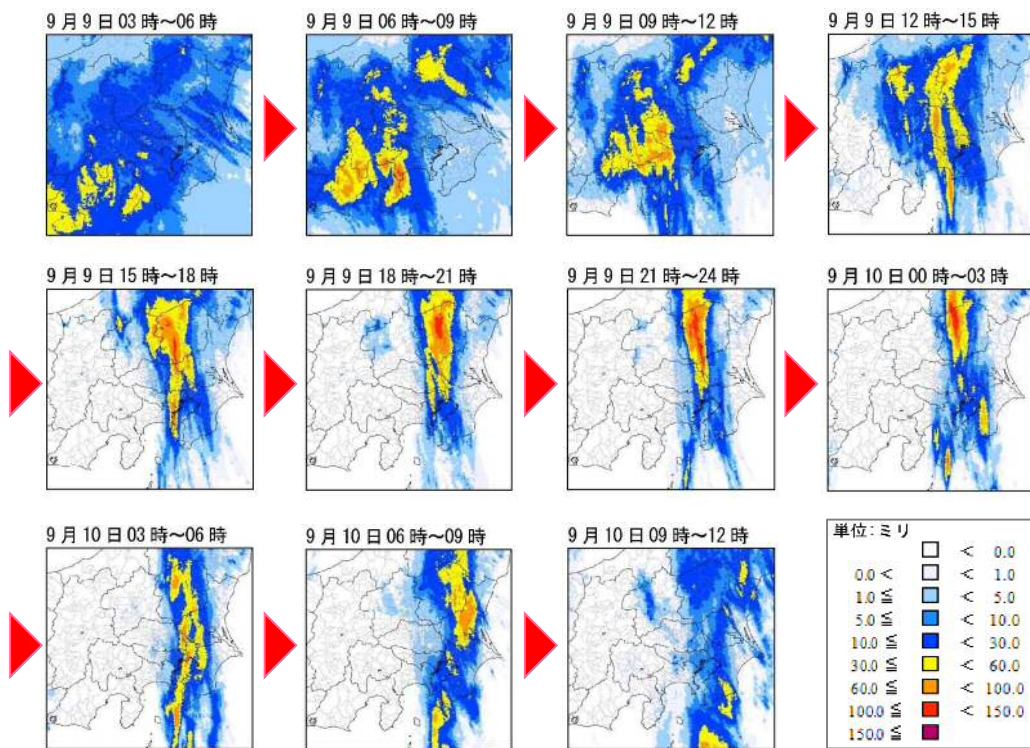 9月9日03時～06時
9月9日06時～09時
9月9日09時～12時
9月9日12時～15時
9月9日15時～18時
9月9日18時～21時
9月9日21時～24時
9月10日00時～03時
9月10日03時～06時
9月10日06時～09時
9月10日09時～12時
単位：ミリ
< 0.0
0.0 < < 1.0
1.0 ≦ < 5.0
5.0 ≦ < 10.0
10.0 ≦ < 30.0
30.0 ≦ < 60.0
60.0 ≦ < 100.0
100.0 ≦ < 150.0
150.0 ≦